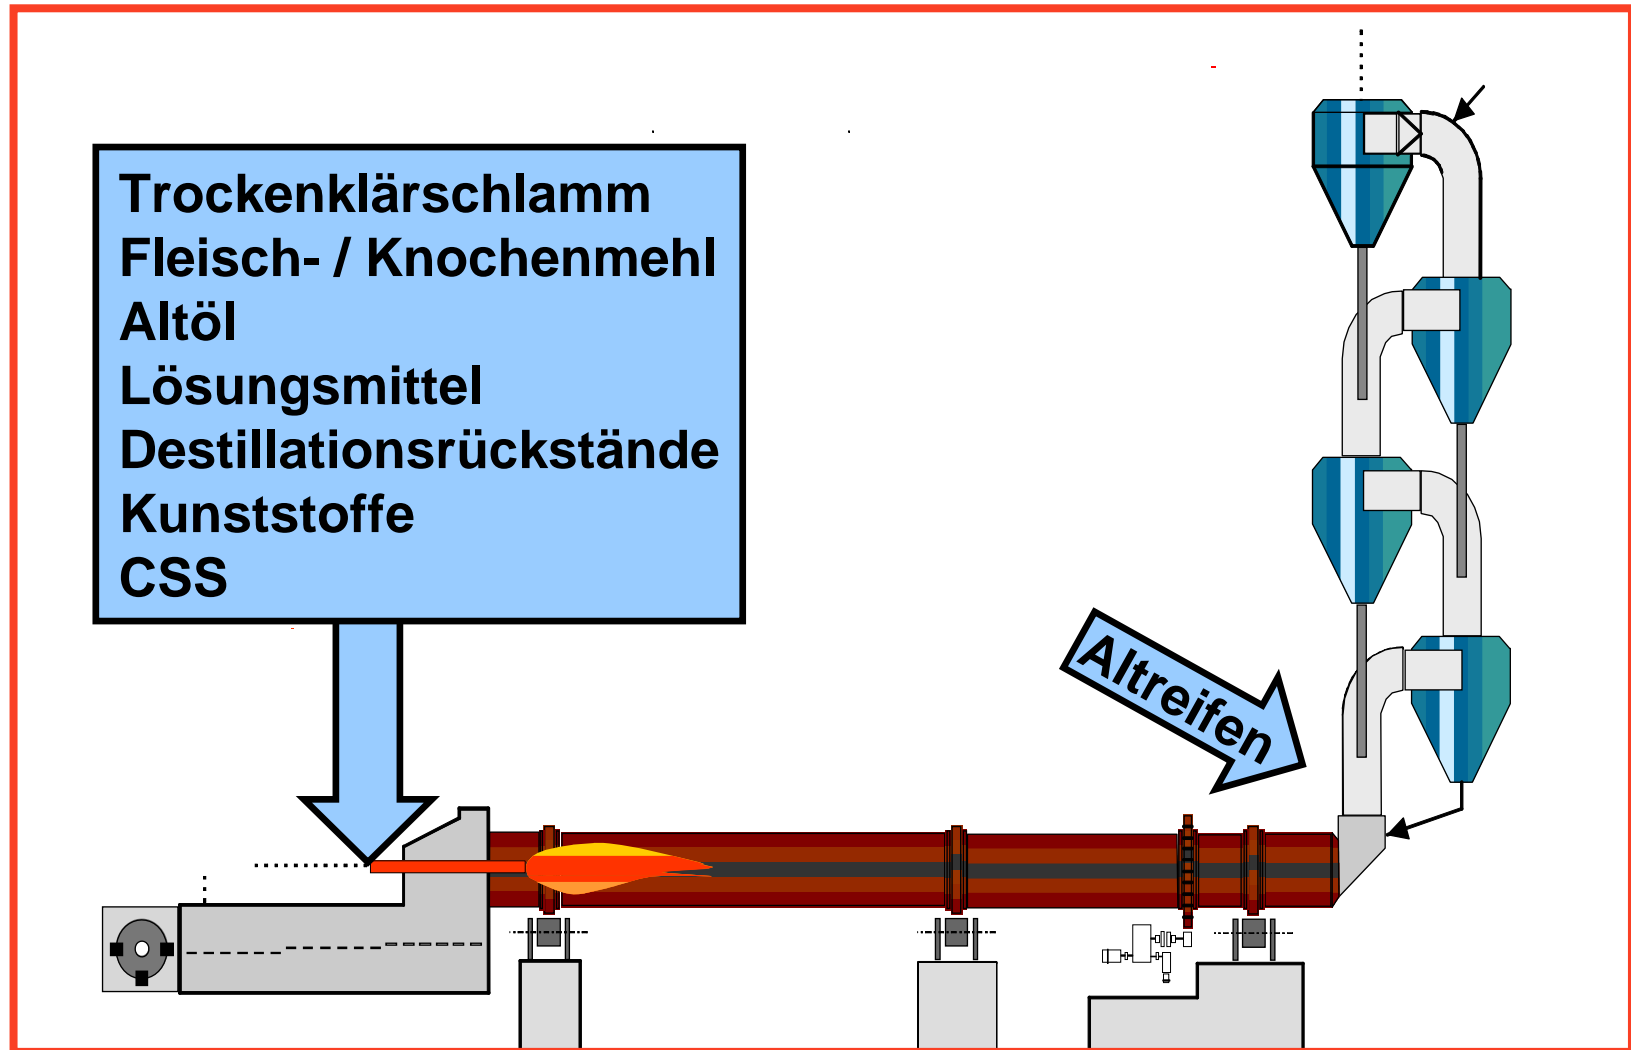 Trockenklärschlamm
Fleisch- / Knochenmehl
Altöl
Lösungsmittel
Destillationsrückstände
Kunststoffe
CSS
Altreifen